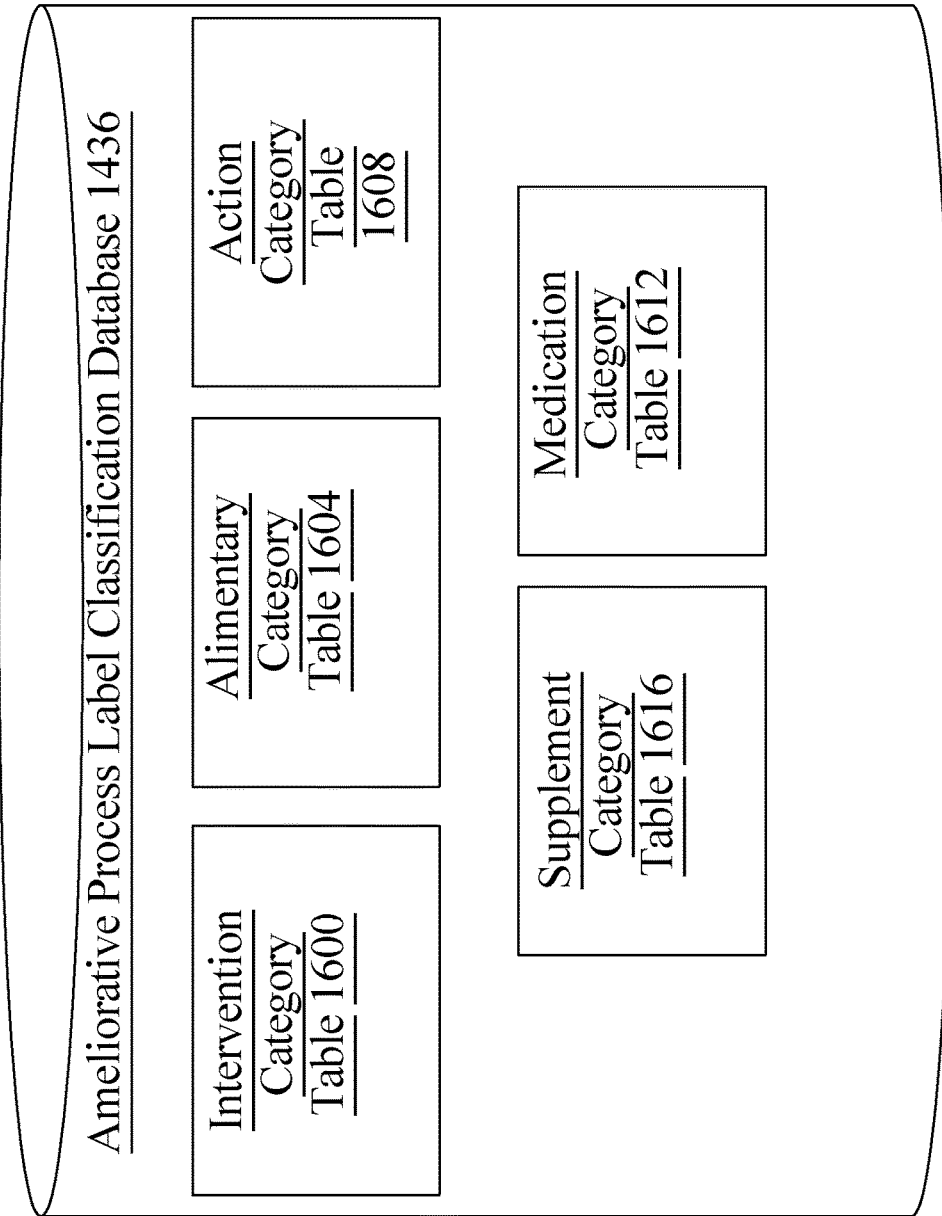 Ameliorative Process Label Classification Database 1436
Intervention
Category
Table 1600
Alimentary
Category
Table 1604
Action
Category
Table
1608
Supplement
Category
Table 1616
Medication
Category
Table 1612